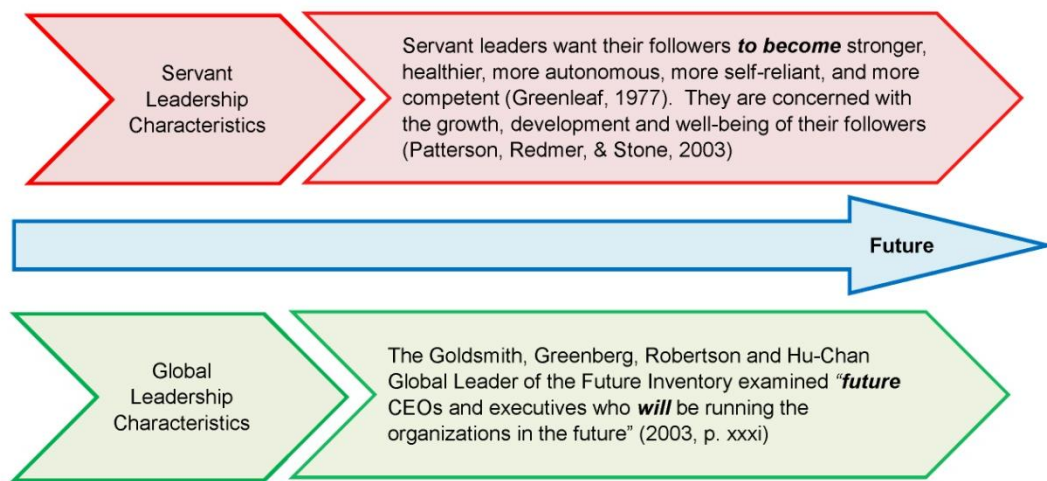 Servant
Leadership
Characteristics
Servant leaders want their followers to become stronger,
healthier, more autonomous, more self-reliant, and more
competent (Greenleaf, 1977).  They are concerned with
the growth, development and well-being of their followers
(Patterson, Redmer, & Stone, 2003)
Future
Global
Leadership
Characteristics
The Goldsmith, Greenberg, Robertson and Hu-Chan
Global Leader of the Future Inventory examined “future
CEOs and executives who will be running the
organizations in the future” (2003, p. xxxi)